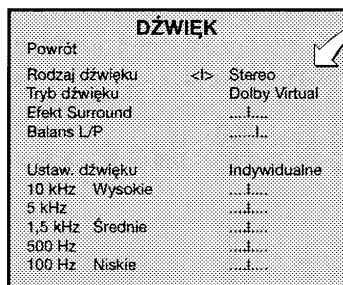 DŹWIĘK
Powrót
Rodzaj dźwięku <I> Stereo
Tryb dźwięku Dolby Virtual
Efekt Surround ....I....
Balans L/P ......I..
Ustaw. dźwięku Indywidualne
10 kHz Wysokie ....I....
5 kHz ....I....
1,5 kHz Średnie ....I....
500 Hz ....I....
100 Hz Niskie ....I....